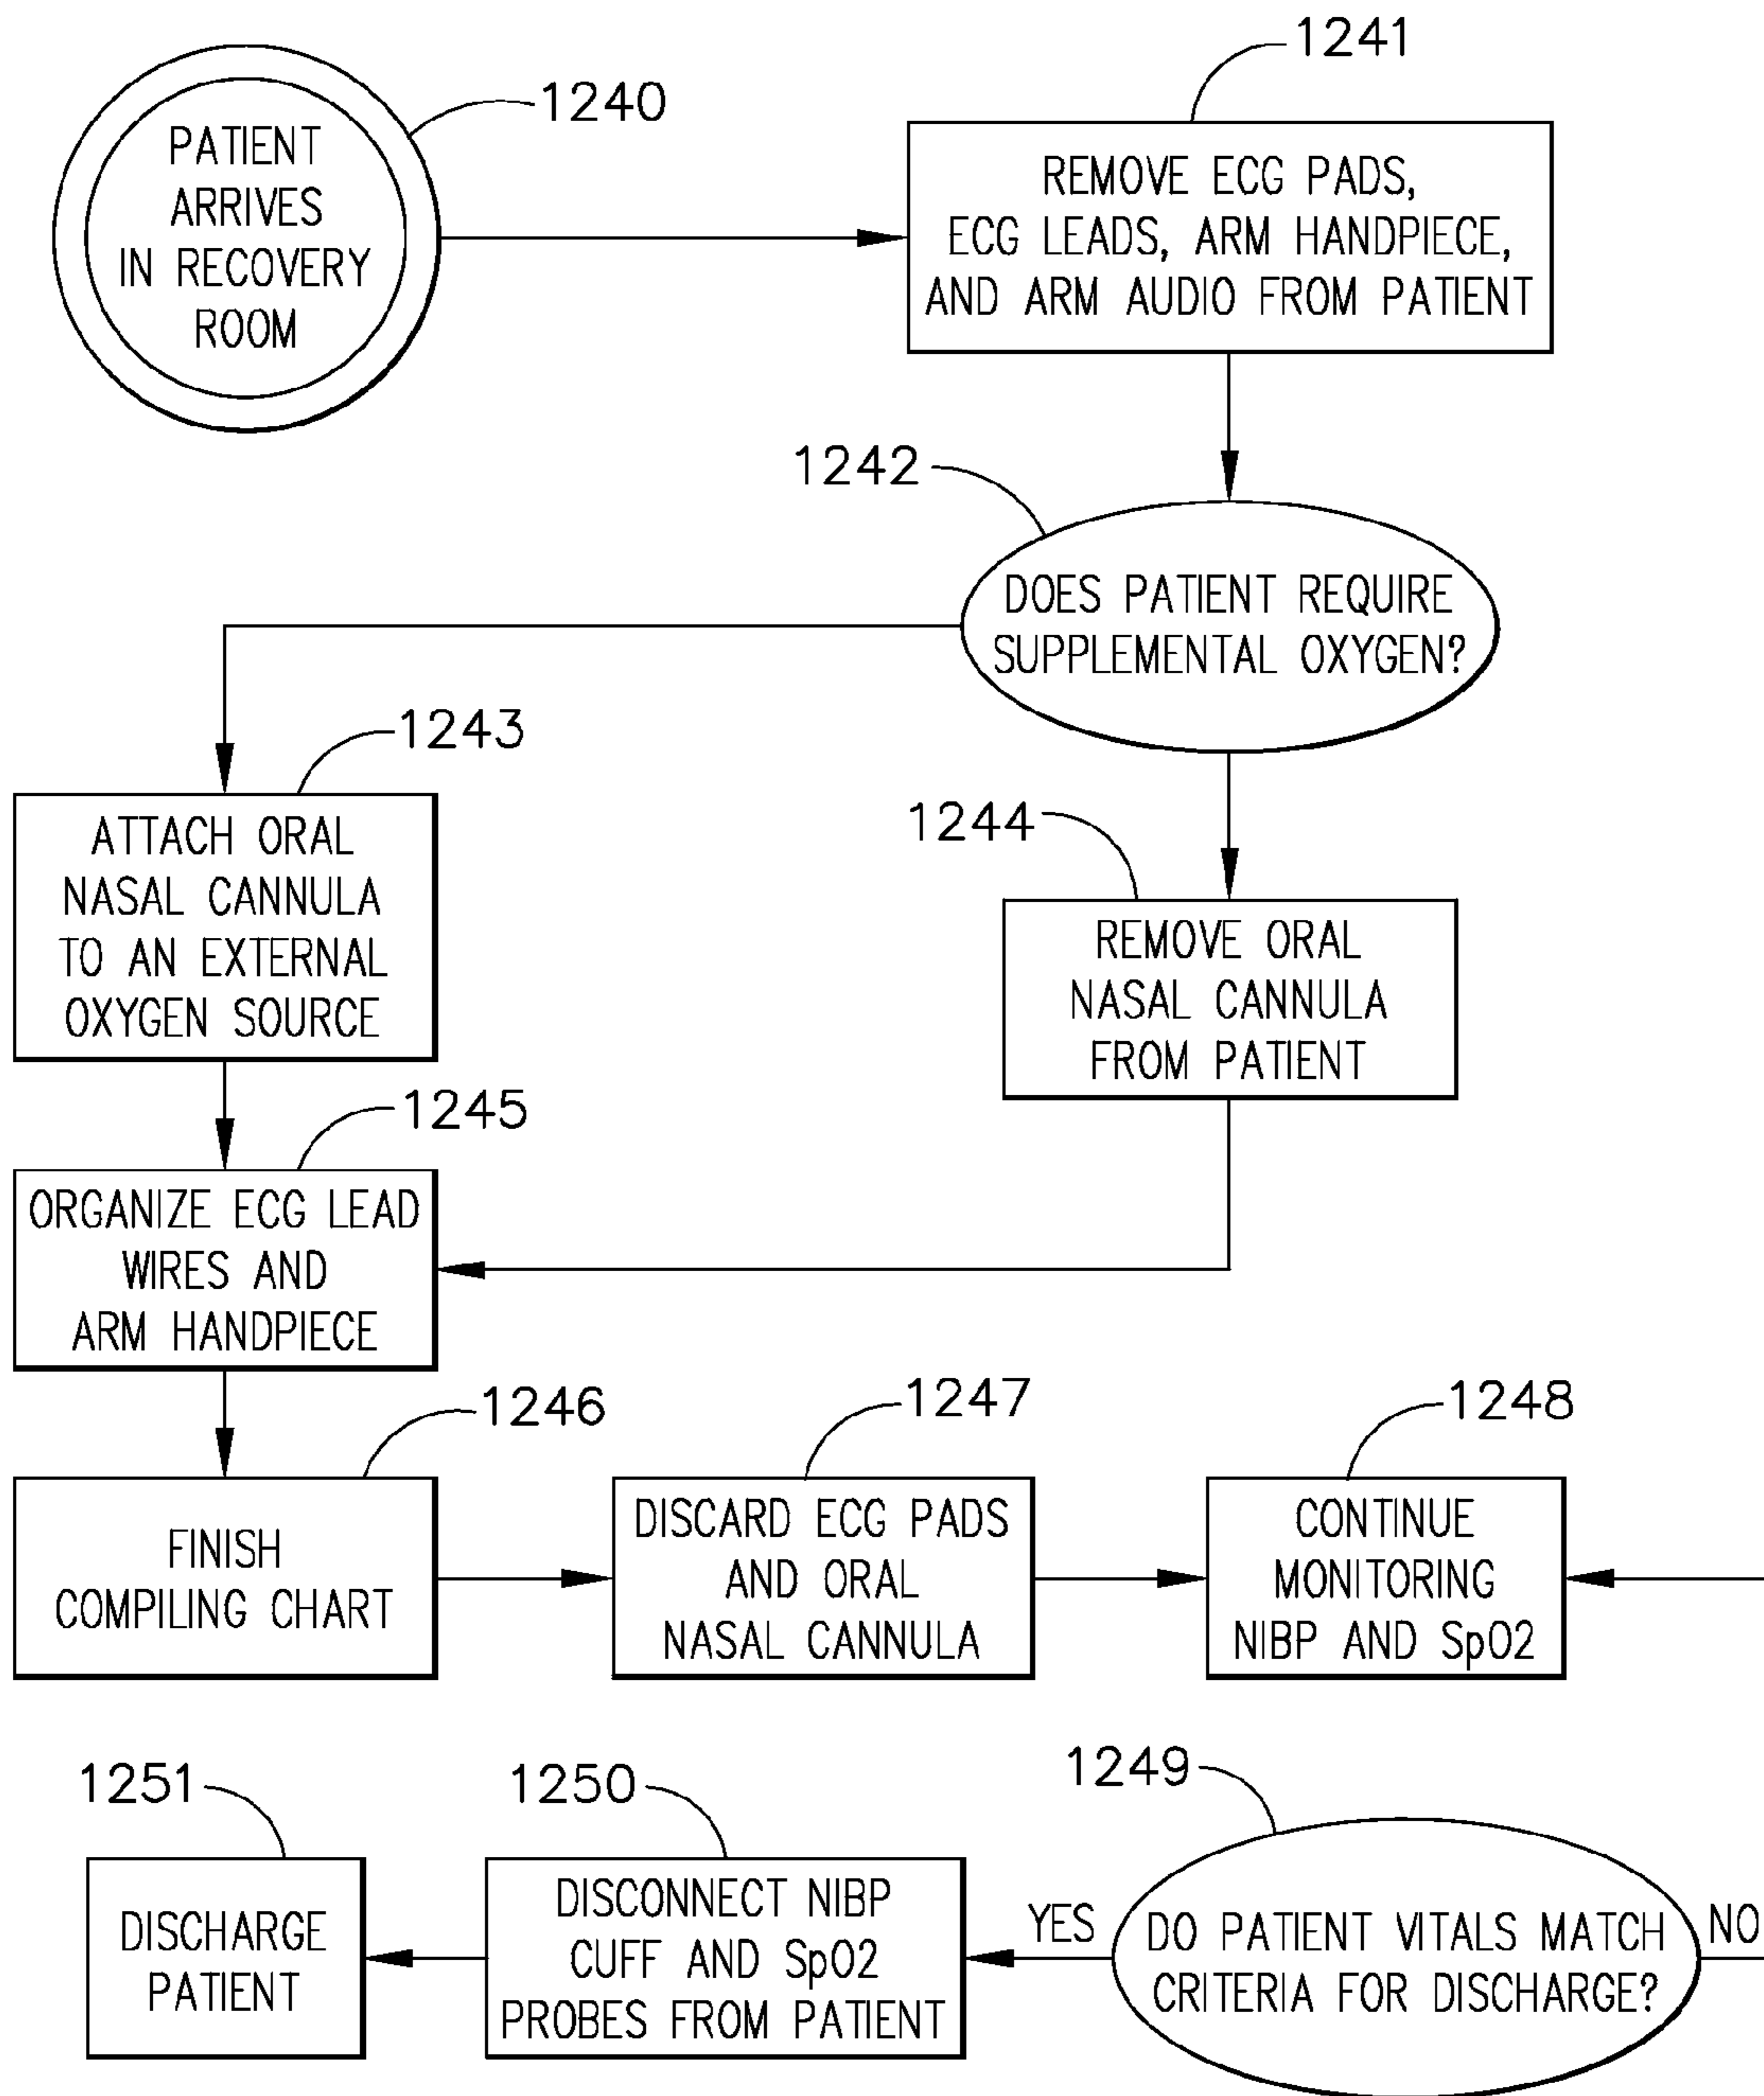 1240
PATIENT
ARRIVES
IN RECOVERY
ROOM
1241
REMOVE ECG PADS,
ECG LEADS, ARM HANDPIECE,
AND ARM AUDIO FROM PATIENT
1242
DOES PATIENT REQUIRE
SUPPLEMENTAL OXYGEN?
1243
ATTACH ORAL
NASAL CANNULA
TO AN EXTERNAL
OXYGEN SOURCE
1244
REMOVE ORAL
NASAL CANNULA
FROM PATIENT
1245
ORGANIZE ECG LEAD
WIRES AND
ARM HANDPIECE
1246
FINISH
COMPILING CHART
1247
DISCARD ECG PADS
AND ORAL
NASAL CANNULA
1248
CONTINUE
MONITORING
NIBP AND SpO2
1249
DO PATIENT VITALS MATCH
CRITERIA FOR DISCHARGE?
NO
YES
1250
DISCONNECT NIBP
CUFF AND SpO2
PROBES FROM PATIENT
1251
DISCHARGE
PATIENT